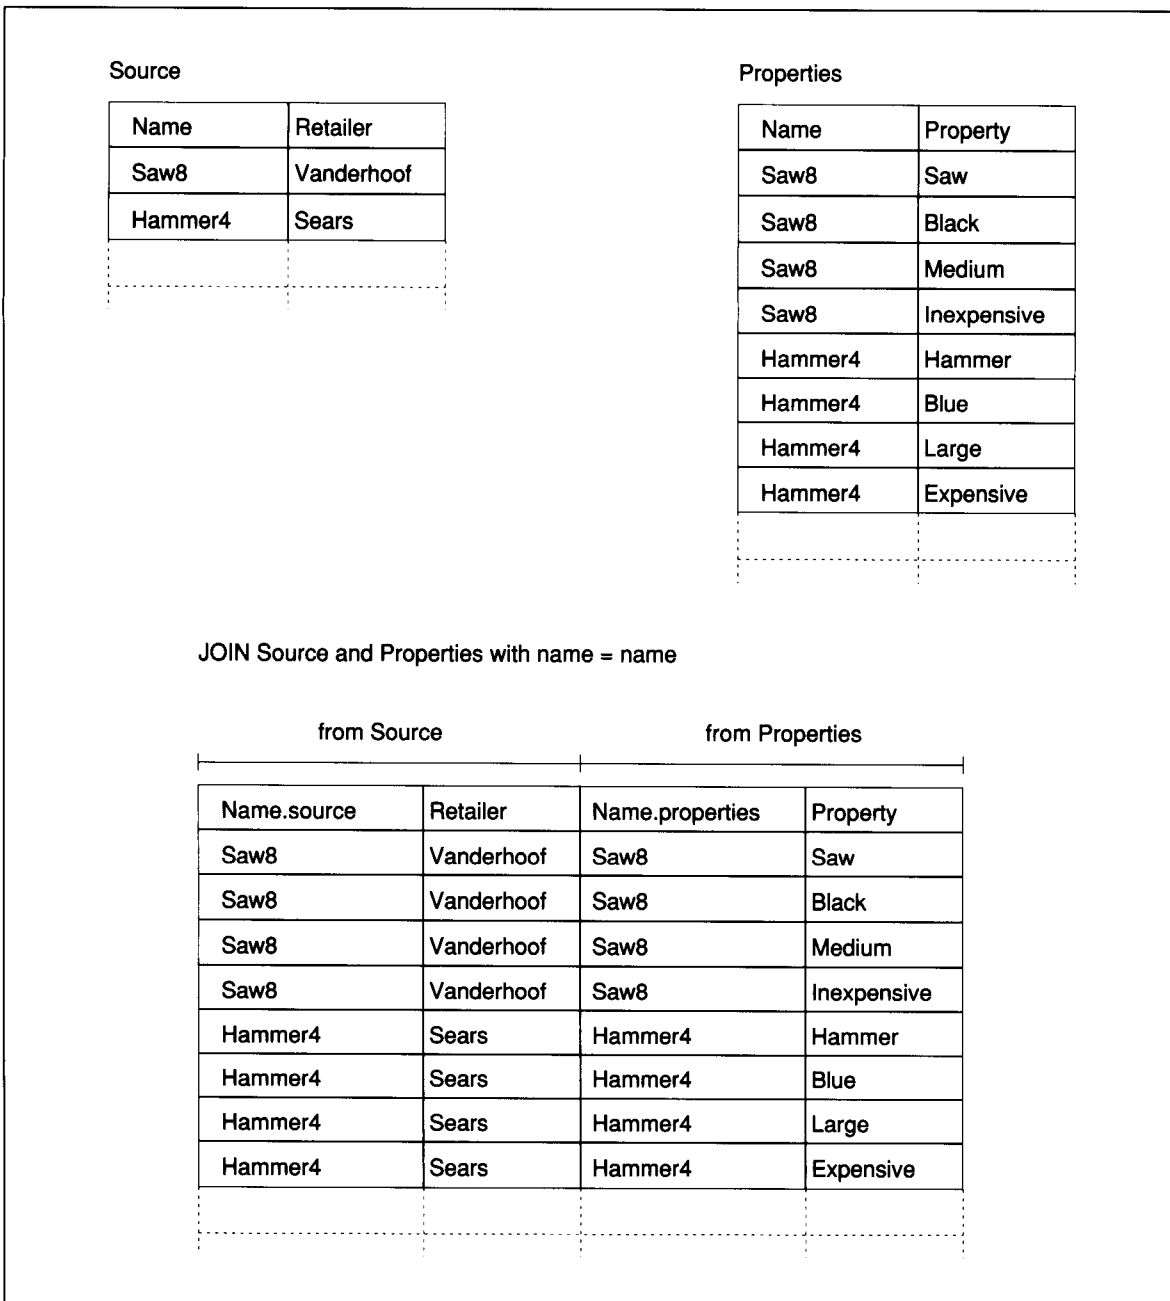 Source
Name Retailer
Saw8 Vanderhoof
Hammer4 Sears
Properties
Name Property
Saw8 Saw
Saw8 Black
Saw8 Medium
Saw8 Inexpensive
Hammer4 Hammer
Hammer4 Blue
Hammer4 Large
Hammer4 Expensive
JOIN Source and Properties with name = name
from Source from Properties
Name.source Retailer Name.properties Property
Saw8 Vanderhoof Saw8 Saw
Saw8 Vanderhoof Saw8 Black
Saw8 Vanderhoof Saw8 Medium
Saw8 Vanderhoof Saw8 Inexpensive
Hammer4 Sears Hammer4 Hammer
Hammer4 Sears Hammer4 Blue
Hammer4 Sears Hammer4 Large
Hammer4 Sears Hammer4 Expensive